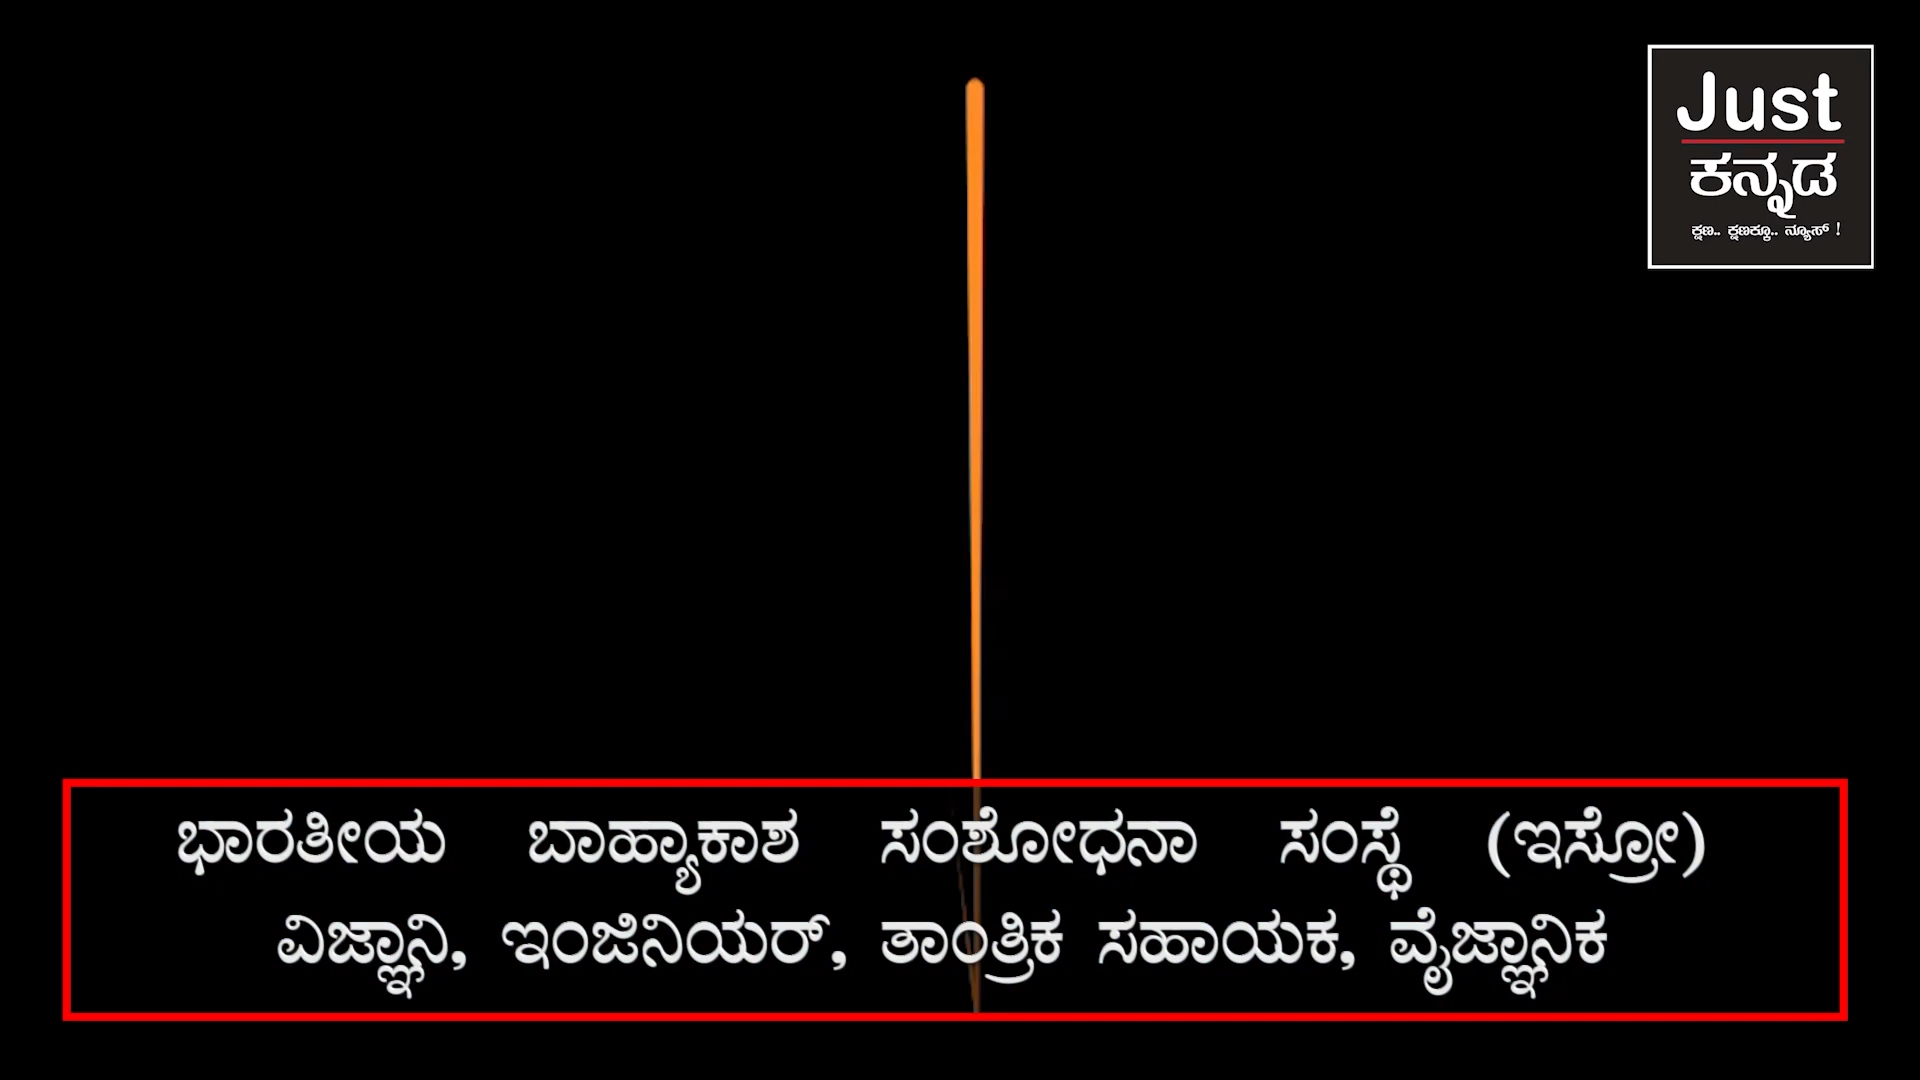 Just
ಕನ್ನಡ
ಕ್ಷಣ.. ಕ್ಷಣಕ್ಕೂ.. ನ್ಯೂಸ್ !
ಭಾರತೀಯ ಬಾಹ್ಯಾಕಾಶ ಸಂಶೋಧನಾ ಸಂಸ್ಥೆ (ಇಸ್ರೋ)
ವಿಜ್ಞಾನಿ, ಇಂಜಿನಿಯರ್, ತಾಂತ್ರಿಕ ಸಹಾಯಕ, ವೈಜ್ಞಾನಿಕ